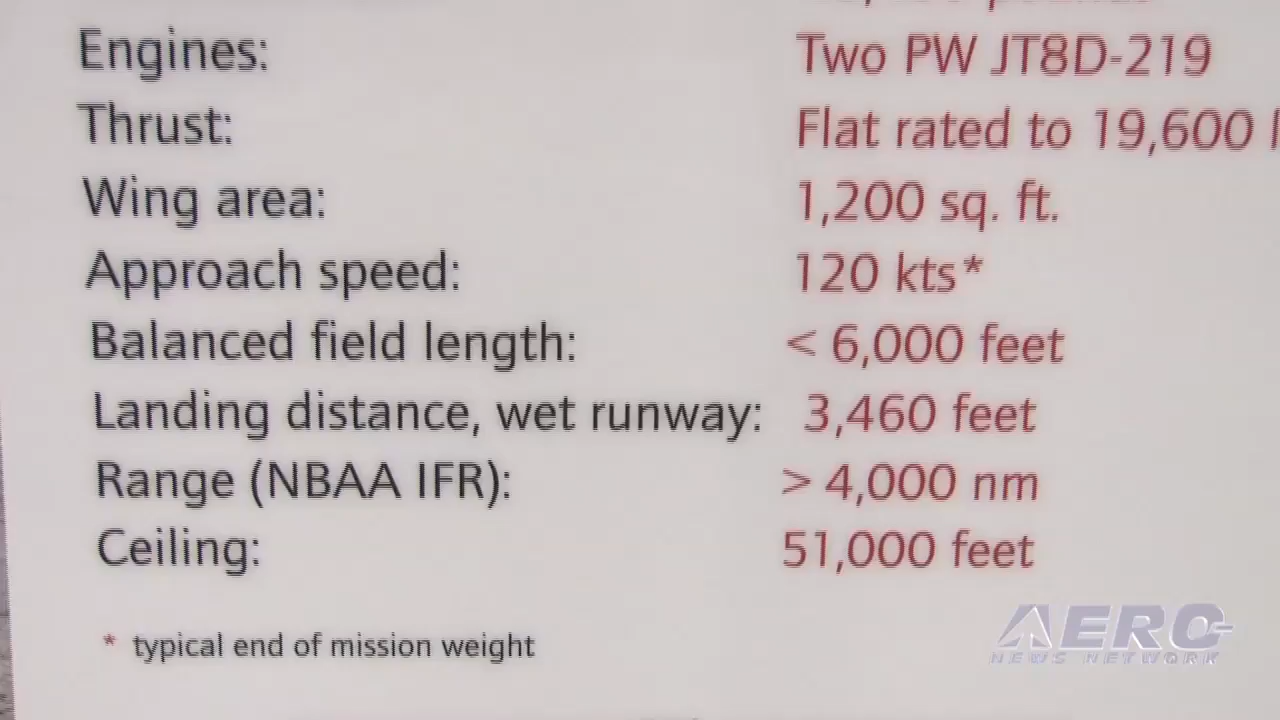 Engines: Two PW JT8D-219
Thrust: Flat rated to 19,600
Wing area: 1,200 sq. ft.
Approach speed: 120 kts*
Balanced field length: < 6,000 feet
Landing distance, wet runway: 3,460 feet
Range (NBAA IFR): > 4,000 nm
Ceiling: 51,000 feet
* typical end of mission weight
AERO
NEWS NETWORK